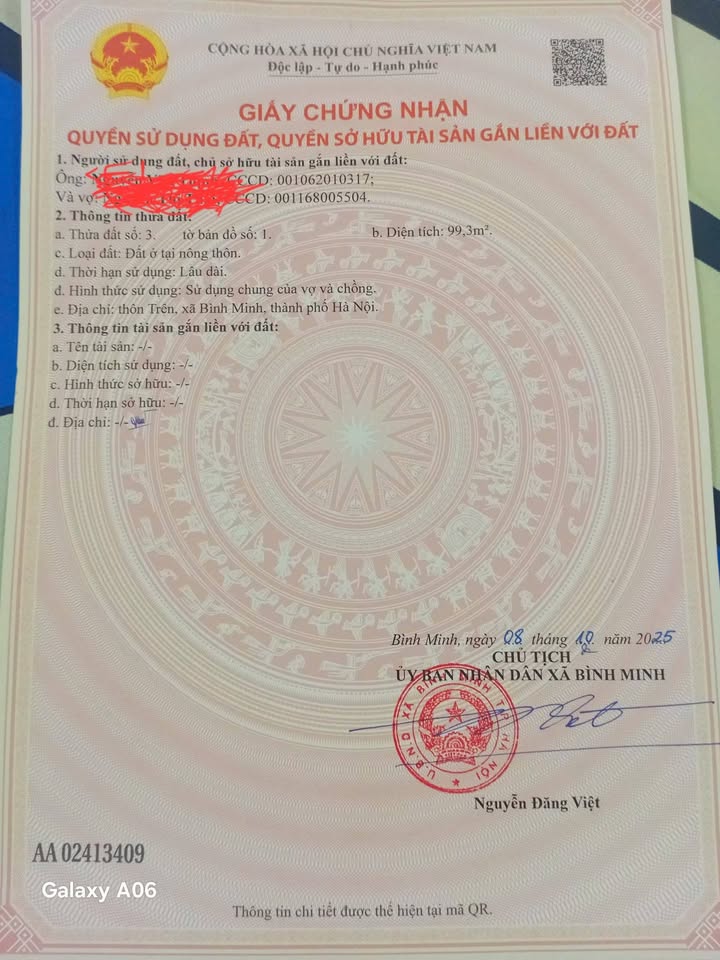 CỘNG HÒA XÃ HỘI CHỦ NGHĨA VIỆT NAM
Độc lập - Tự do - Hạnh phúc
GIẤY CHỨNG NHẬN
QUYỀN SỬ DỤNG ĐẤT, QUYỀN SỞ HỮU TÀI SẢN GẮN LIỀN VỚI ĐẤT
1. Người sử dụng đất, chủ sở hữu tài sản gắn liền với đất:
Ông: CCCD: 001062010317;
Và vợ: CCCD: 001168005504.
2. Thông tin thửa đất:
a. Thửa đất số: 3. tờ bản đồ số: 1. b. Diện tích: 99,3m².
c. Loại đất: Đất ở tại nông thôn.
d. Thời hạn sử dụng: Lâu dài.
đ. Hình thức sử dụng: Sử dụng chung của vợ và chồng.
e. Địa chỉ: thôn Trên, xã Bình Minh, thành phố Hà Nội.
3. Thông tin tài sản gắn liền với đất:
a. Tên tài sản: -/-
b. Diện tích sử dụng: -/-
c. Hình thức sở hữu: -/-
d. Thời hạn sở hữu: -/-
đ. Địa chỉ: -/-
Bình Minh, ngày 08 tháng 10 năm 2025
CHỦ TỊCH
ỦY BAN NHÂN DÂN XÃ BÌNH MINH
U.B.N.D XÃ BÌNH MINH T.P HÀ NỘI
Nguyễn Đăng Việt
AA 02413409
Galaxy A06
Thông tin chi tiết được thể hiện tại mã QR.